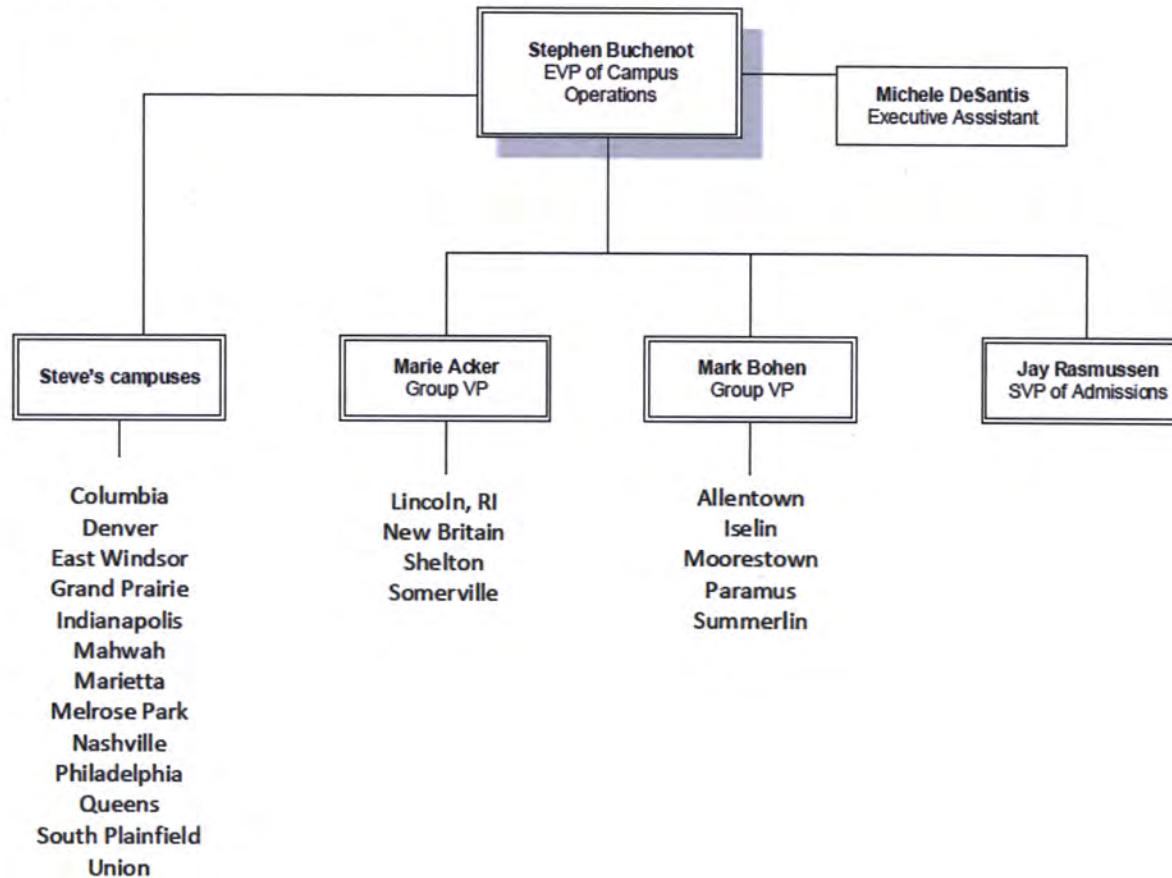 Stephen Buchenot
EVP of Campus
Operations
Michele DeSantis
Executive Asssistant
Steve's campuses
Marie Acker
Group VP
Mark Bohen
Group VP
Jay Rasmussen
SVP of Admissions
Columbia
Denver
East Windsor
Grand Prairie
Indianapolis
Mahwah
Marietta
Melrose Park
Nashville
Philadelphia
Queens
South Plainfield
Union
Lincoln, RI
New Britain
Shelton
Somerville
Allentown
Iselin
Moorestown
Paramus
Summerlin